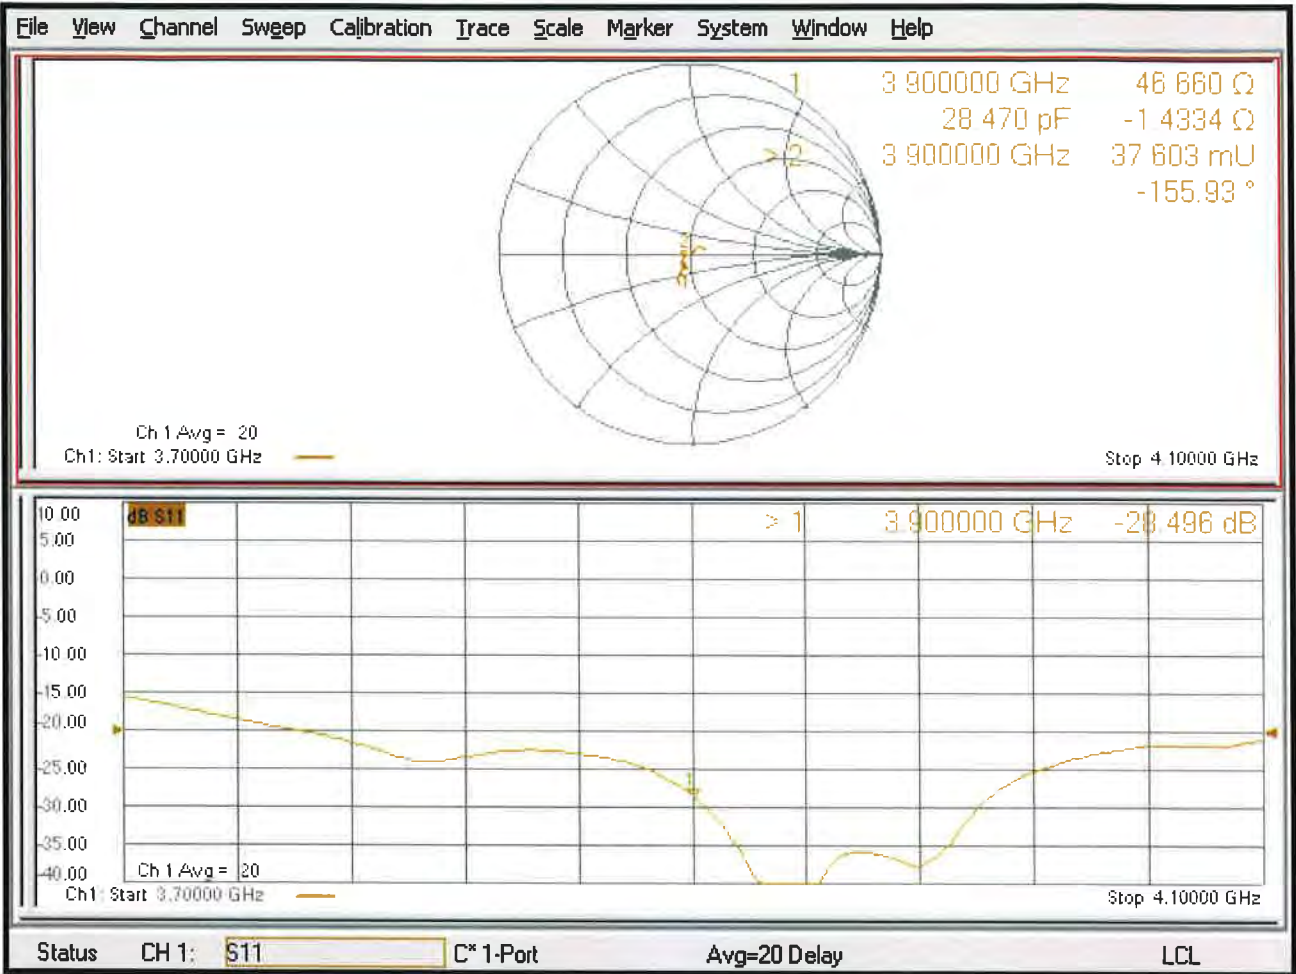 File View Channel Sweep Calibration Trace Scale Marker System Window Help
1 3.900000 GHz 46.660 Ω
28.470 pF -1.4334 Ω
> 2 3.900000 GHz 37.603 mU
-155.93 °
Ch 1 Avg = 20
Ch1: Start 3.70000 GHz
Stop 4.10000 GHz
10.00
dB S11
> 1 3.900000 GHz -28.496 dB
5.00
0.00
-5.00
-10.00
-15.00
-20.00
-25.00
1
-30.00
-35.00
-40.00
Ch 1 Avg = 20
Ch1: Start 3.70000 GHz
Stop 4.10000 GHz
Status CH 1: S11 C* 1-Port Avg=20 Delay LCL